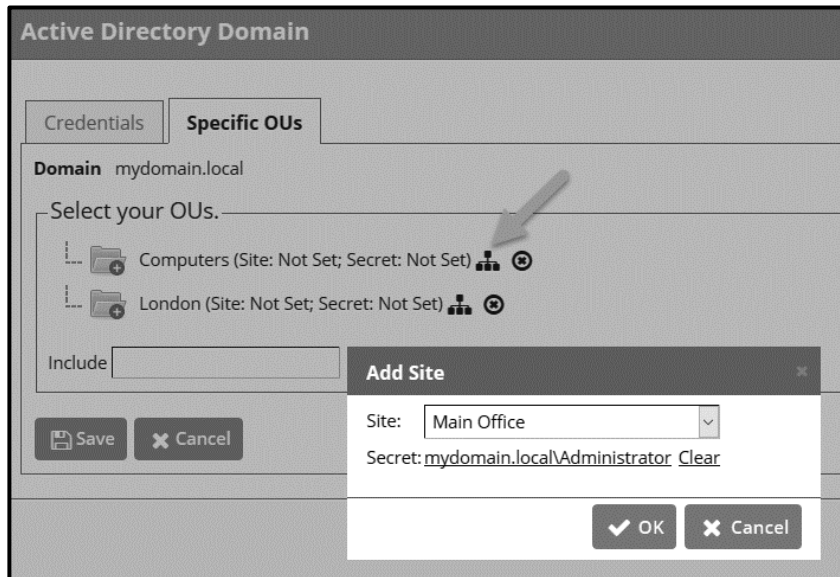 Active Directory Domain
Credentials
Specific OUs
Domain mydomain.local
Select your OUs.
Computers (Site: Not Set; Secret: Not Set)
London (Site: Not Set; Secret: Not Set)
Include
Add Site
Site: Main Office
Secret: mydomain.local\Administrator Clear
Save Cancel
OK Cancel